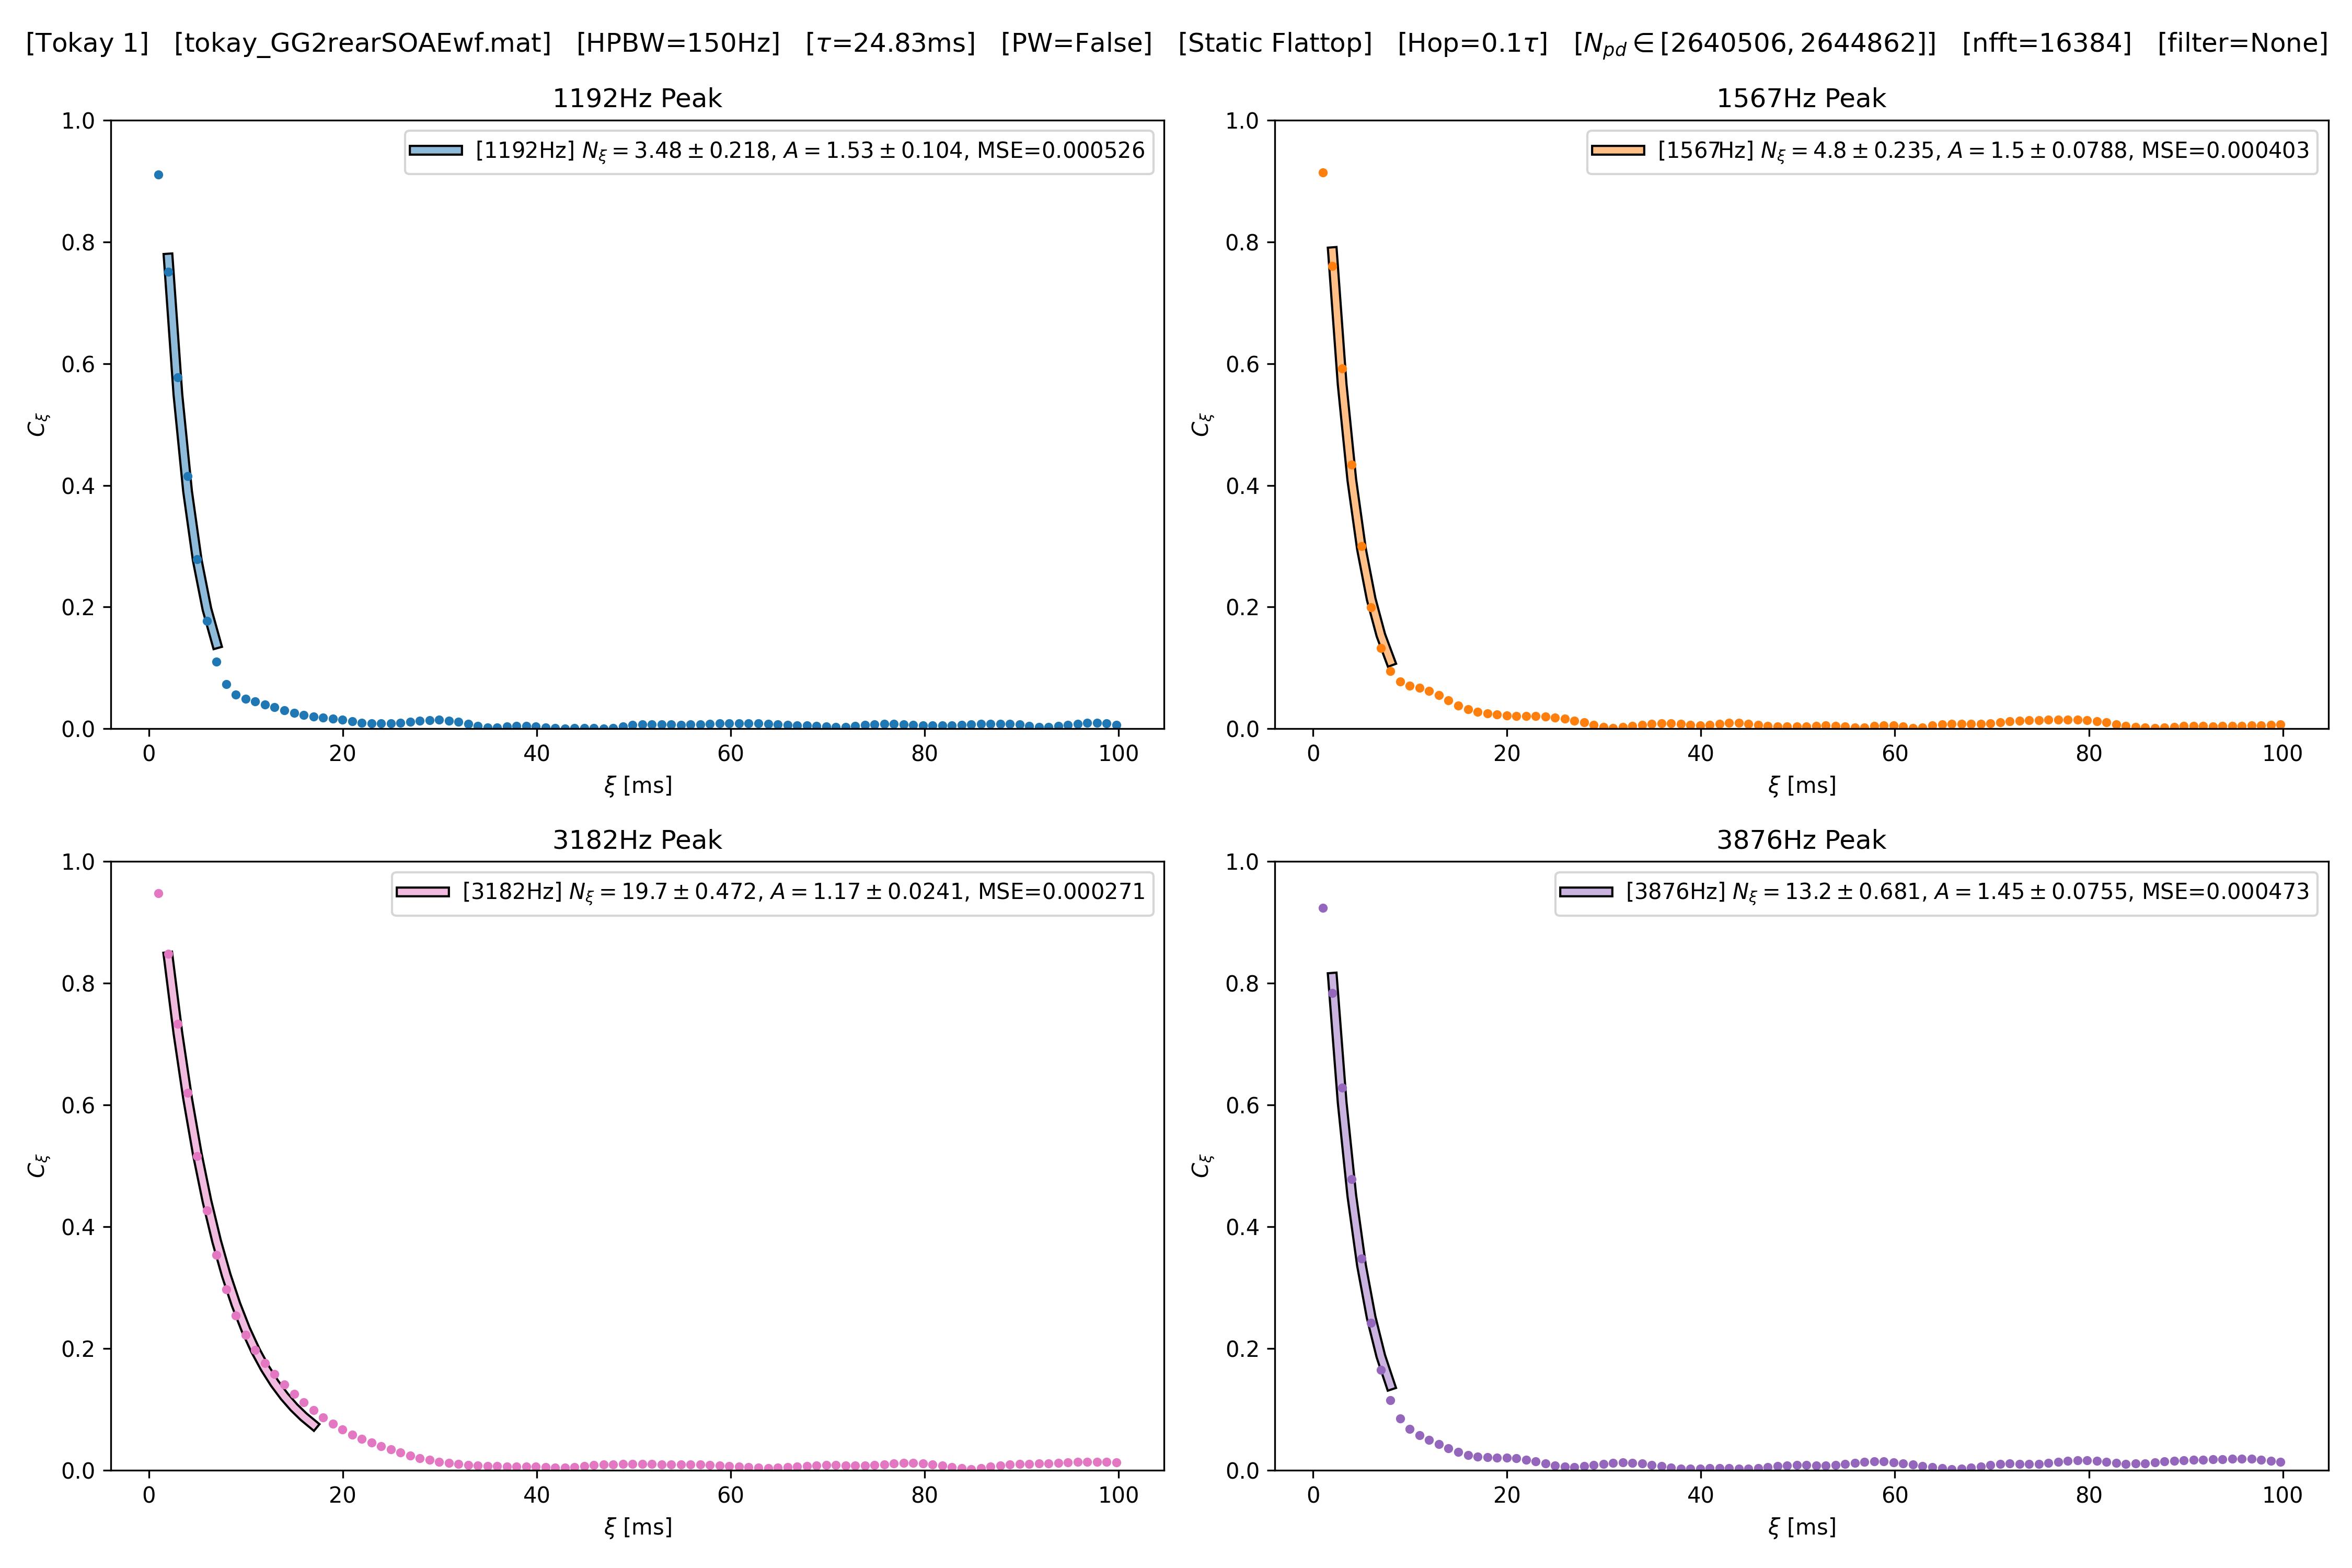 [Tokay 1] [tokay_GG2rearSOAEwf.mat] [HPBW=150Hz] [τ=24.83ms] [PW=False] [Static Flattop] [Hop=0.1τ] [N_pd ∈ [2640506, 2644862]] [nfft=16384] [filter=None]
1192Hz Peak
[1192Hz] N_ξ = 3.48 ± 0.218, A = 1.53 ± 0.104, MSE=0.000526
1.0
0.8
0.6
0.4
0.2
0.0
C_ξ
0 20 40 60 80 100
ξ [ms]
1567Hz Peak
[1567Hz] N_ξ = 4.8 ± 0.235, A = 1.5 ± 0.0788, MSE=0.000403
1.0
0.8
0.6
0.4
0.2
0.0
C_ξ
0 20 40 60 80 100
ξ [ms]
3182Hz Peak
[3182Hz] N_ξ = 19.7 ± 0.472, A = 1.17 ± 0.0241, MSE=0.000271
1.0
0.8
0.6
0.4
0.2
0.0
C_ξ
0 20 40 60 80 100
ξ [ms]
3876Hz Peak
[3876Hz] N_ξ = 13.2 ± 0.681, A = 1.45 ± 0.0755, MSE=0.000473
1.0
0.8
0.6
0.4
0.2
0.0
C_ξ
0 20 40 60 80 100
ξ [ms]